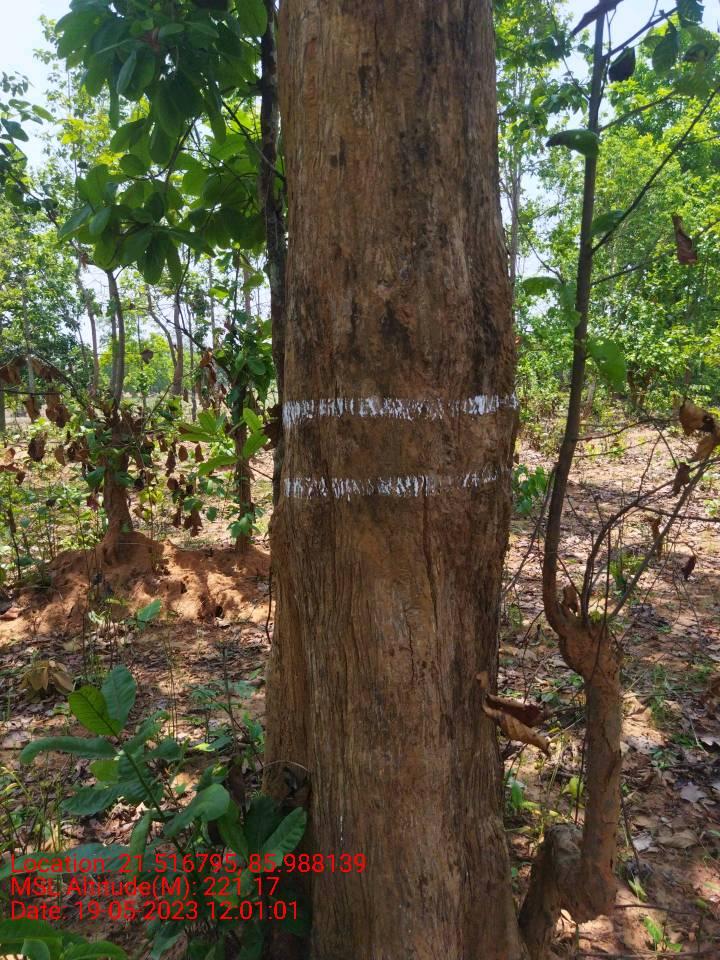 Location: 21.516795, 85.988139
MSL Altitude(M): 221.17
Date: 19-05-2023 12:01:01